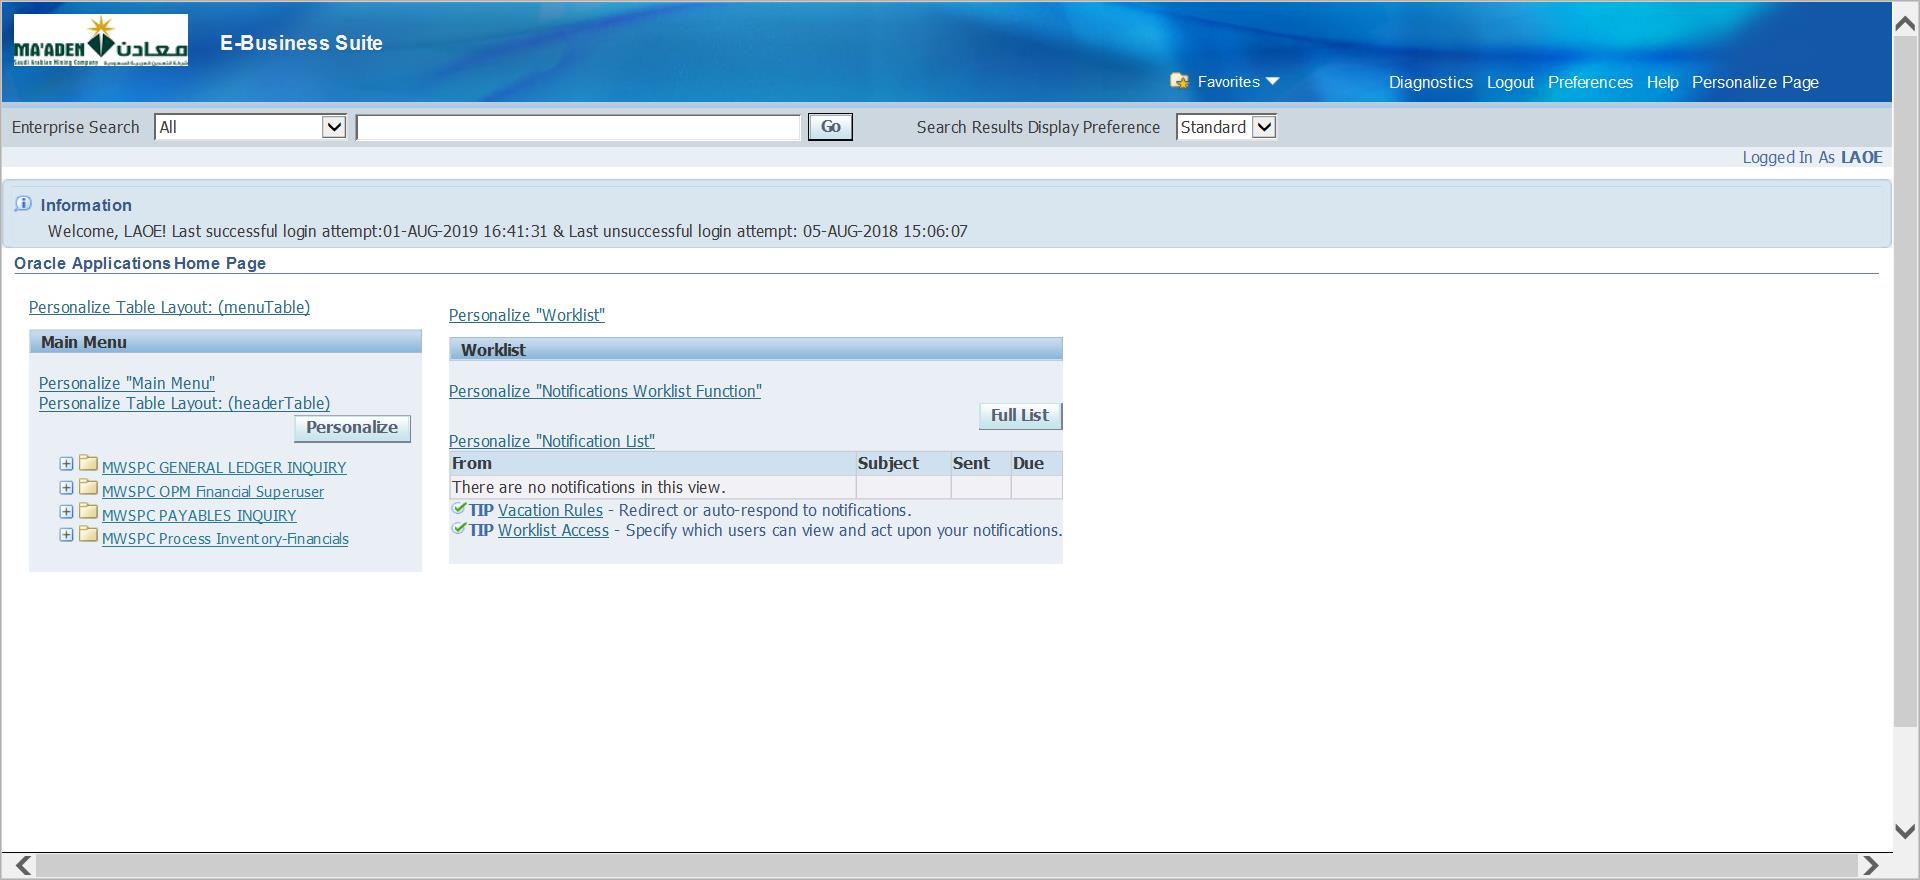 MA'ADEN معادن
Saudi Arabian Mining Company شركة التعدين العربية السعودية
E-Business Suite
Favorites
Diagnostics Logout Preferences Help Personalize Page
Enterprise Search All Go Search Results Display Preference Standard
Logged In As LAOE
Information
Welcome, LAOE! Last successful login attempt:01-AUG-2019 16:41:31 & Last unsuccessful login attempt: 05-AUG-2018 15:06:07
Oracle Applications Home Page
Personalize Table Layout: (menuTable)
Main Menu
Personalize "Main Menu"
Personalize Table Layout: (headerTable)
Personalize
MWSPC GENERAL LEDGER INQUIRY
MWSPC OPM Financial Superuser
MWSPC PAYABLES INQUIRY
MWSPC Process Inventory-Financials
Personalize "Worklist"
Worklist
Personalize "Notifications Worklist Function"
Full List
Personalize "Notification List"
From Subject Sent Due
There are no notifications in this view.
TIP Vacation Rules - Redirect or auto-respond to notifications.
TIP Worklist Access - Specify which users can view and act upon your notifications.